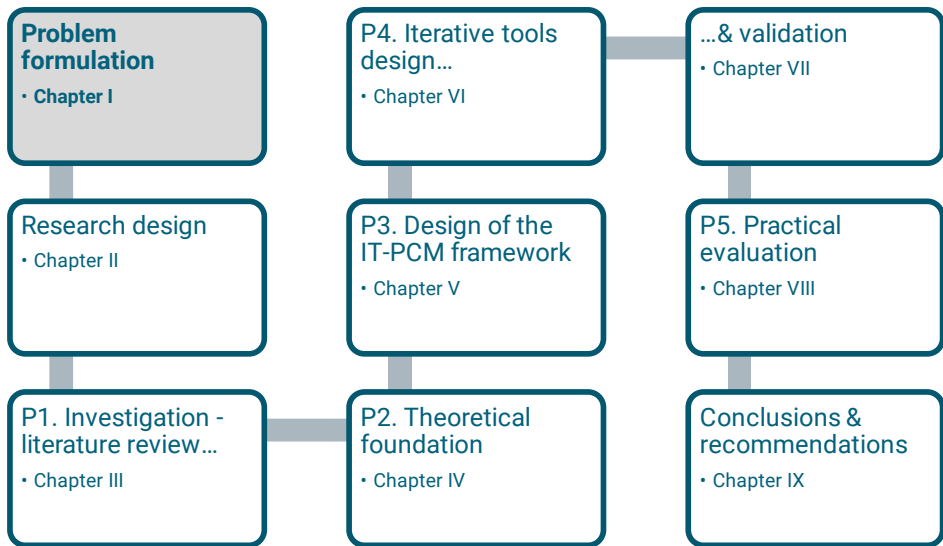 Problem
formulation
• Chapter I
Research design
• Chapter II
P1. Investigation -
literature review…
• Chapter III
P2. Theoretical
foundation
• Chapter IV
P3. Design of the
IT-PCM framework
• Chapter V
P4. Iterative tools
design…
• Chapter VI
…& validation
• Chapter VII
P5. Practical
evaluation
• Chapter VIII
Conclusions &
recommendations
• Chapter IX